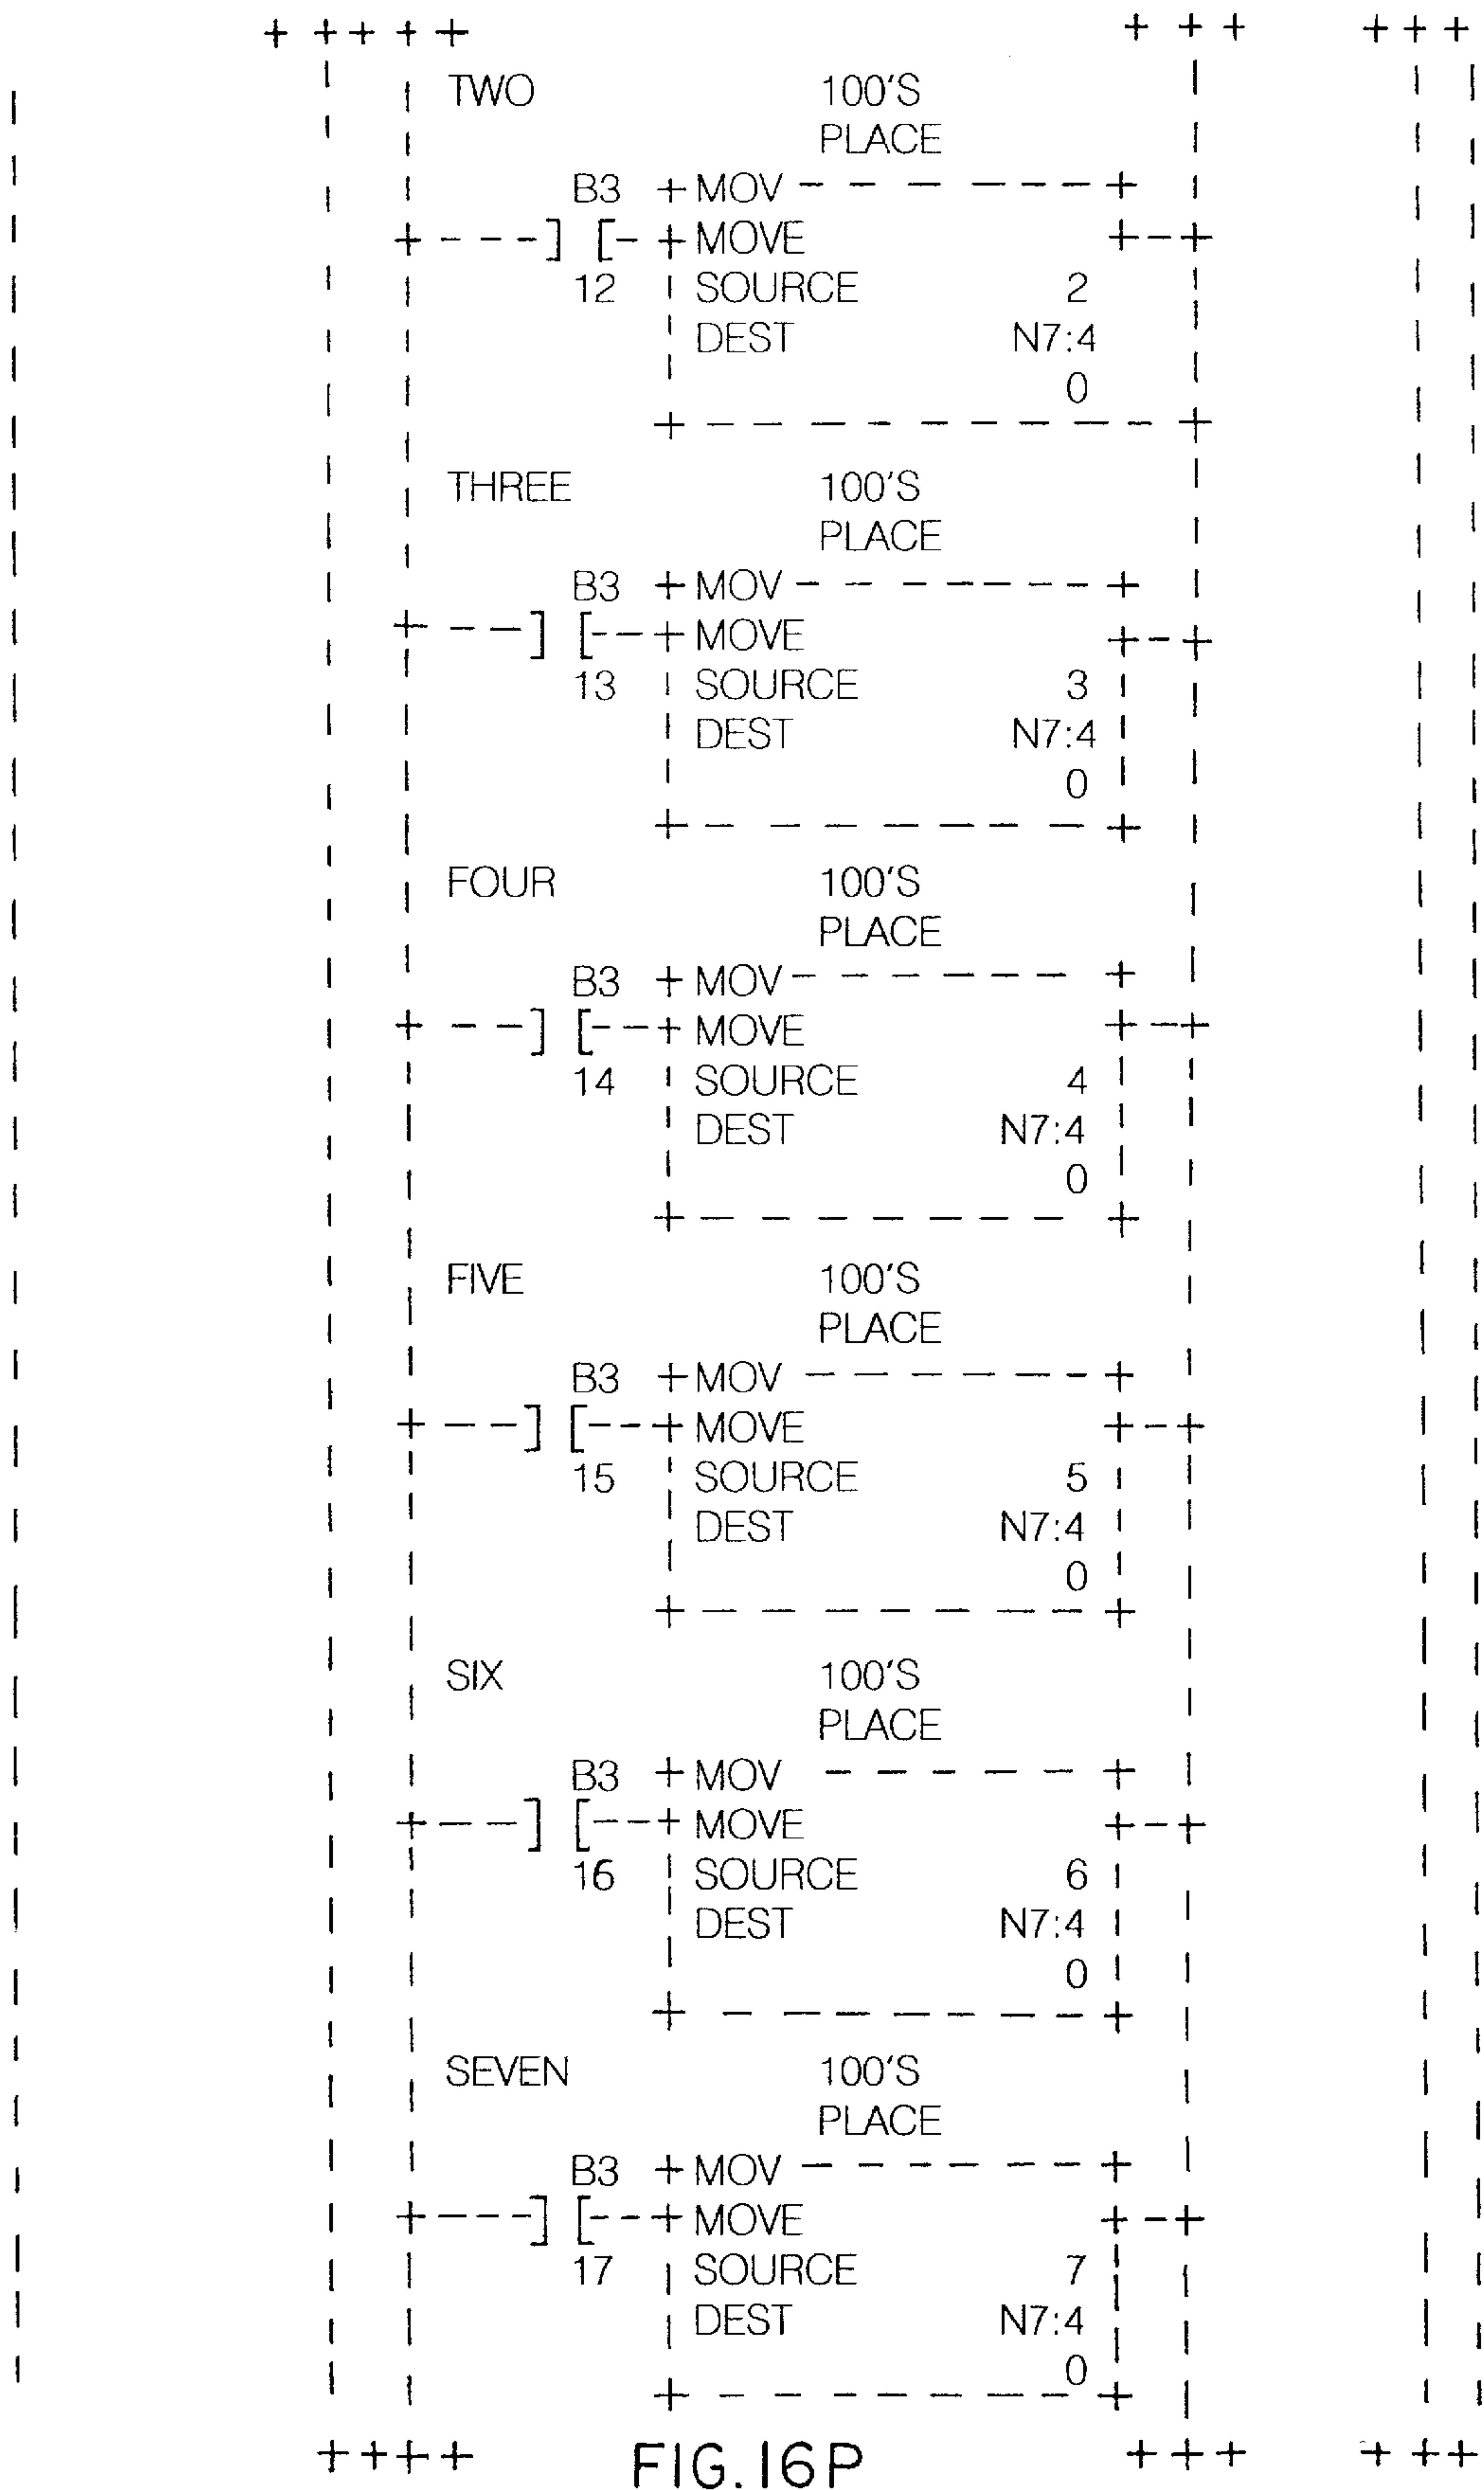 TWO 100'S
PLACE
B3 MOV
MOVE
12 SOURCE 2
DEST N7:4
0
THREE 100'S
PLACE
B3 MOV
MOVE
13 SOURCE 3
DEST N7:4
0
FOUR 100'S
PLACE
B3 MOV
MOVE
14 SOURCE 4
DEST N7:4
0
FIVE 100'S
PLACE
B3 MOV
MOVE
15 SOURCE 5
DEST N7:4
0
SIX 100'S
PLACE
B3 MOV
MOVE
16 SOURCE 6
DEST N7:4
0
SEVEN 100'S
PLACE
B3 MOV
MOVE
17 SOURCE 7
DEST N7:4
0
FIG.16P